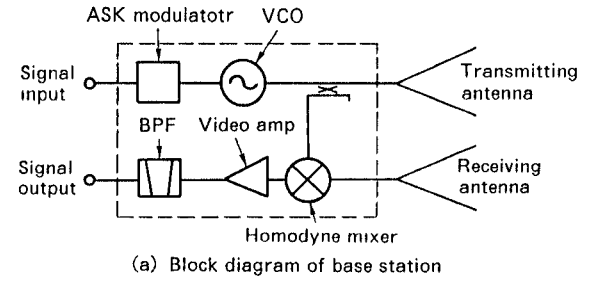 ASK modulatotr
VCO
Signal
input
Transmitting
antenna
BPF
Video amp
Signal
output
Receiving
antenna
Homodyne mixer
(a) Block diagram of base station